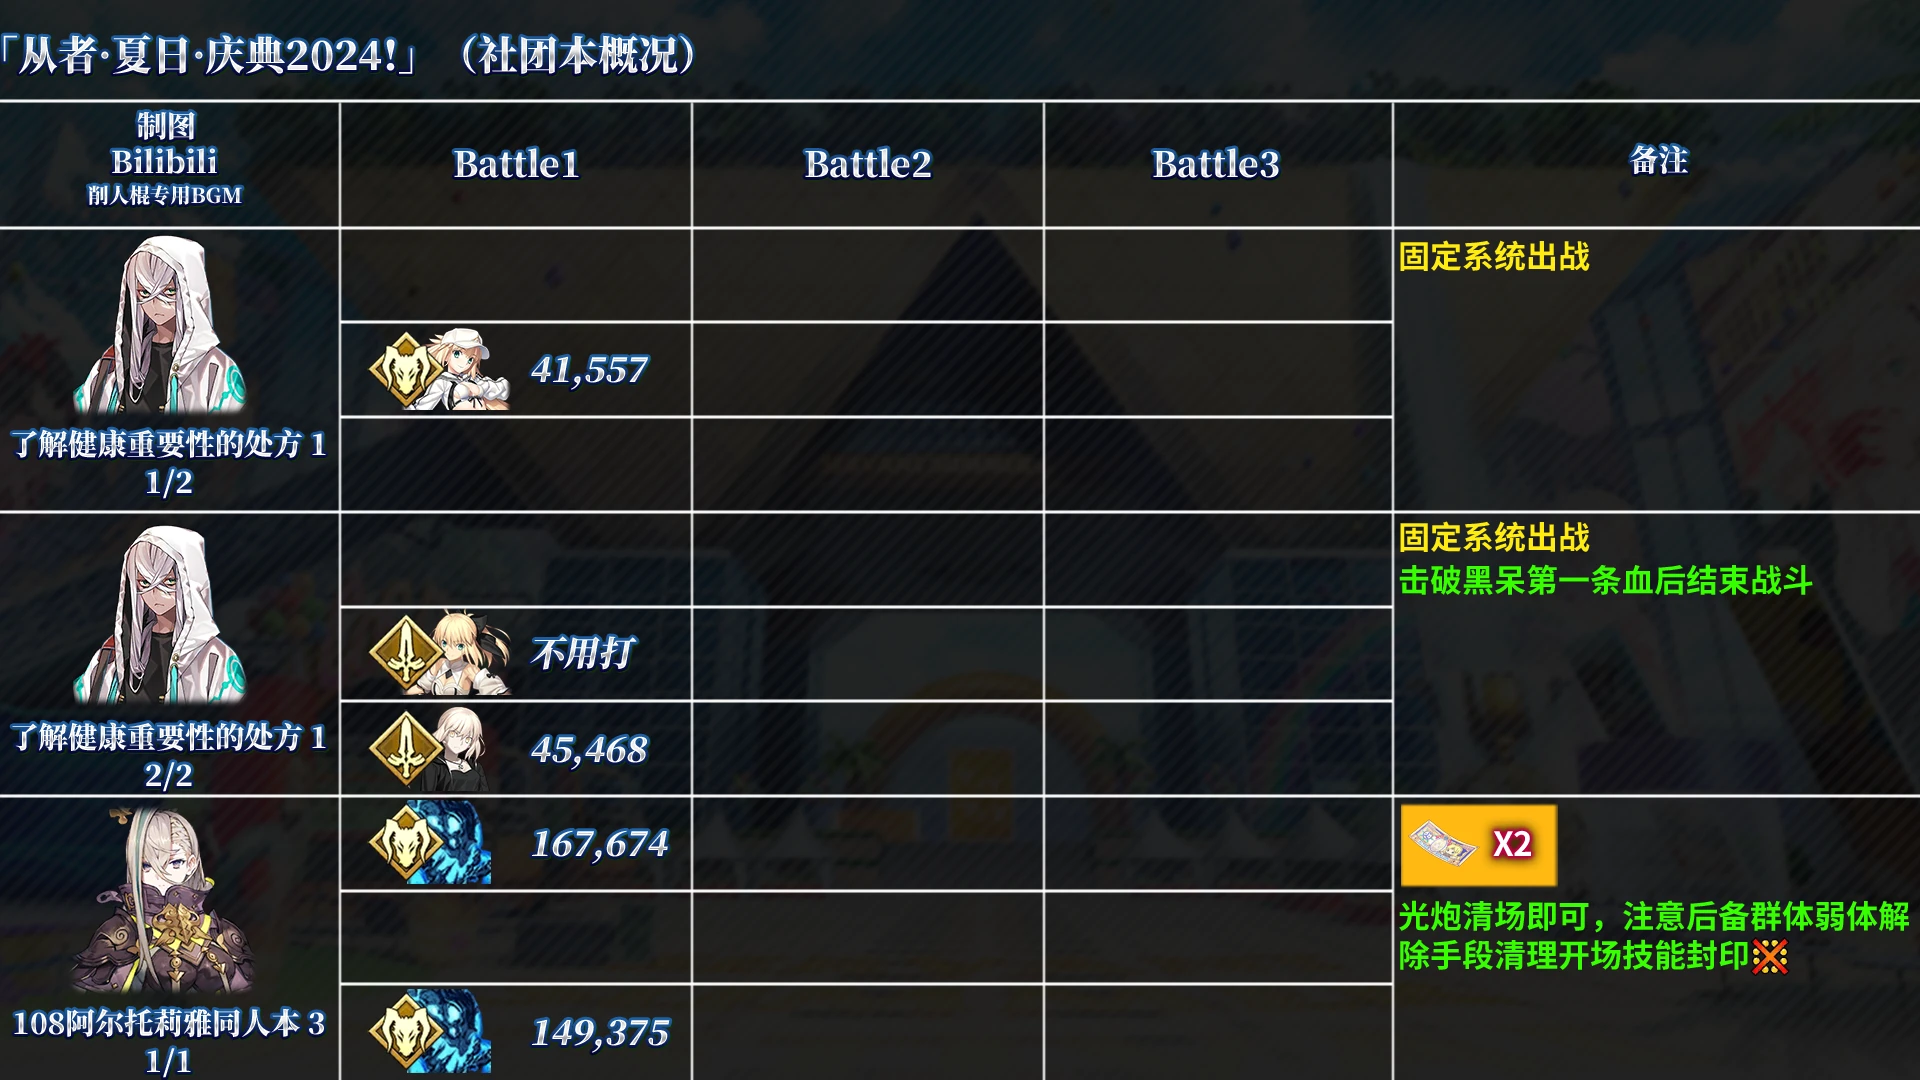 「从者·夏日·庆典2024!」（社团本概况）
制图
Bilibili
削人棍专用BGM
Battle1
Battle2
Battle3
备注
了解健康重要性的处方 1
1/2
41,557
固定系统出战
了解健康重要性的处方 1
2/2
不用打
45,468
固定系统出战
击破黑呆第一条血后结束战斗
108阿尔托莉雅同人本 3
1/1
167,674
149,375
X2
光炮清场即可，注意后备群体弱体解
除手段清理开场技能封印